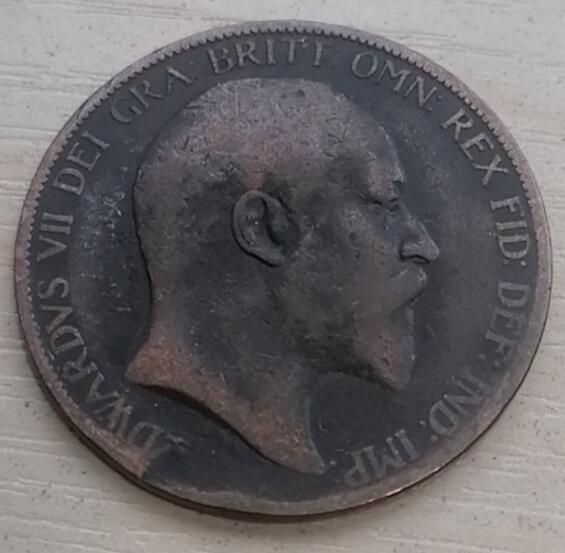 EDWARDVS VII DEI GRA: BRITT: OMN: REX FID: DEF: IND: IMP: